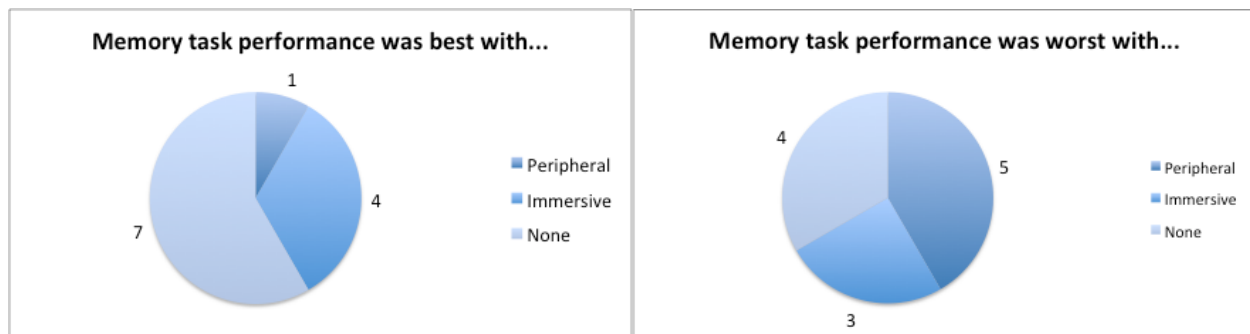 Memory task performance was best with...
1
4
7
Peripheral
Immersive
None
Memory task performance was worst with...
4
5
3
Peripheral
Immersive
None